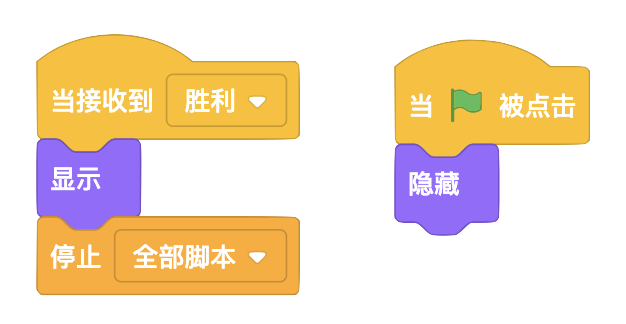 当接收到 胜利
显示
停止 全部脚本
当 被点击
隐藏